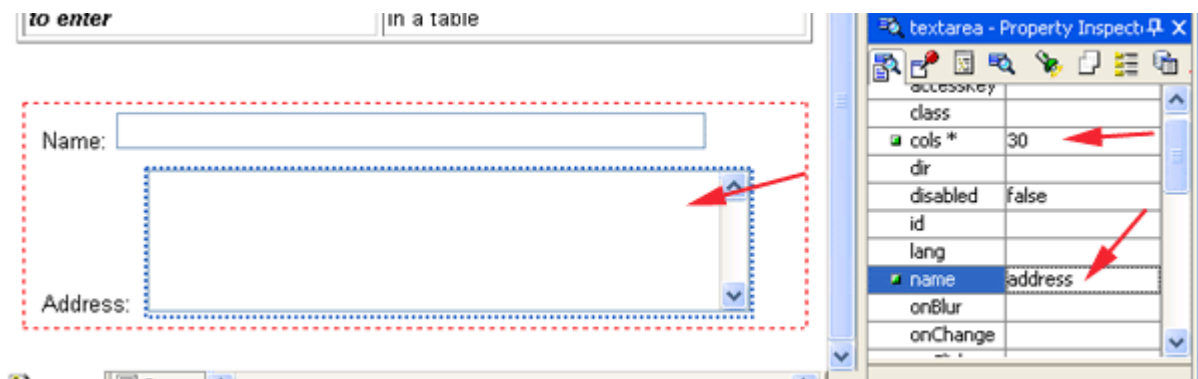 to enter
in a table
Name:
Address:
textarea - Property Inspect
accesskey
class
cols * 30
dir
disabled false
id
lang
name address
onBlur
onChange